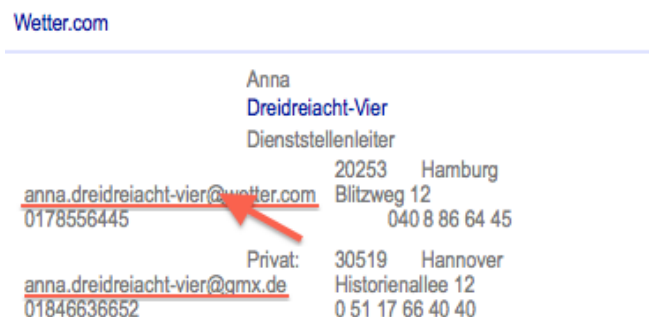 Wetter.com
Anna
Dreidreiacht-Vier
Dienststellenleiter
20253 Hamburg
anna.dreidreiacht-vier@wetter.com Blitzweg 12
0178556445 040 8 86 64 45
Privat: 30519 Hannover
anna.dreidreiacht-vier@gmx.de Historienallee 12
01846636652 0 51 17 66 40 40